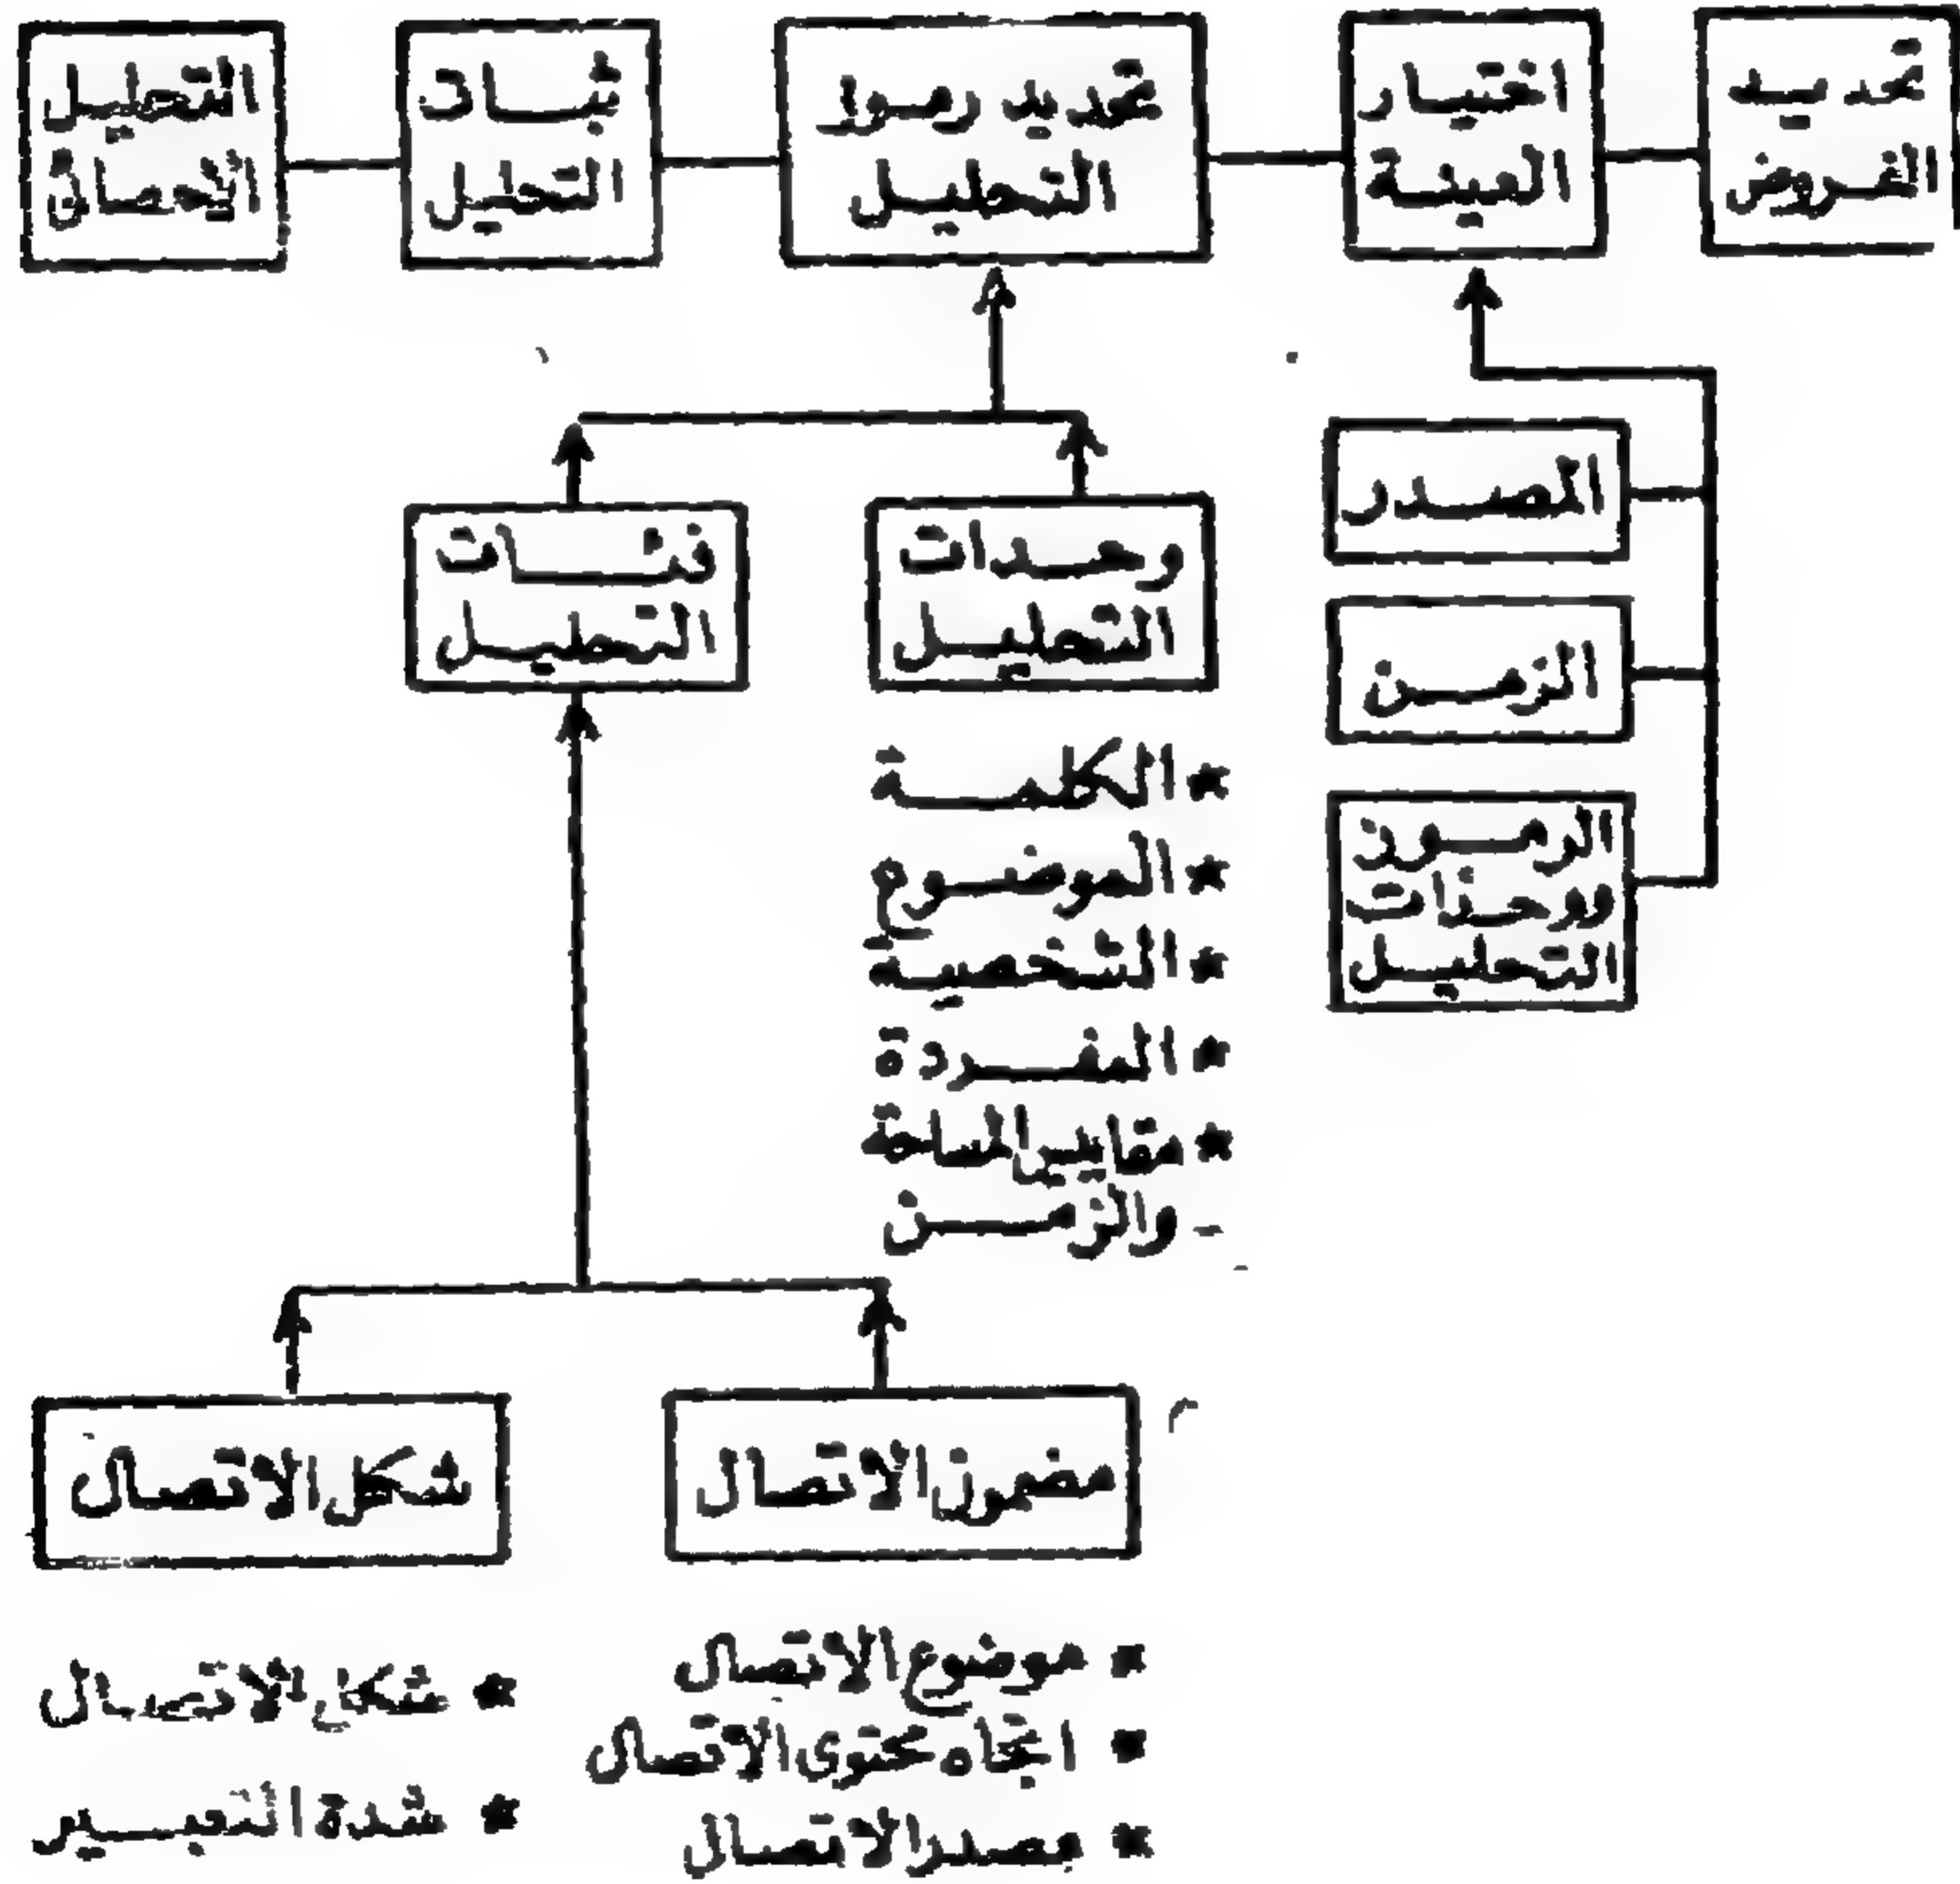 تحديد
الفروض
اختيار
العينة
تحديد رموز
التحليل
ثبات
التحليل
التحليل
الإحصائي
المصدر
الزمن
الرموز
ووحدات
التحليل
وحدات
التحليل
فئات
التحليل
★ الكلمة
★ الموضوع
★ الشخصية
★ المفردة
★ مقاييس المساحة
- والزمن
مضمون الاتصال
شكل الاتصال
★ موضوع الاتصال
★ اتجاه محتوى الاتصال
★ مصدر الاتصال
★ شكل الاتصال
★ شدة التعبير